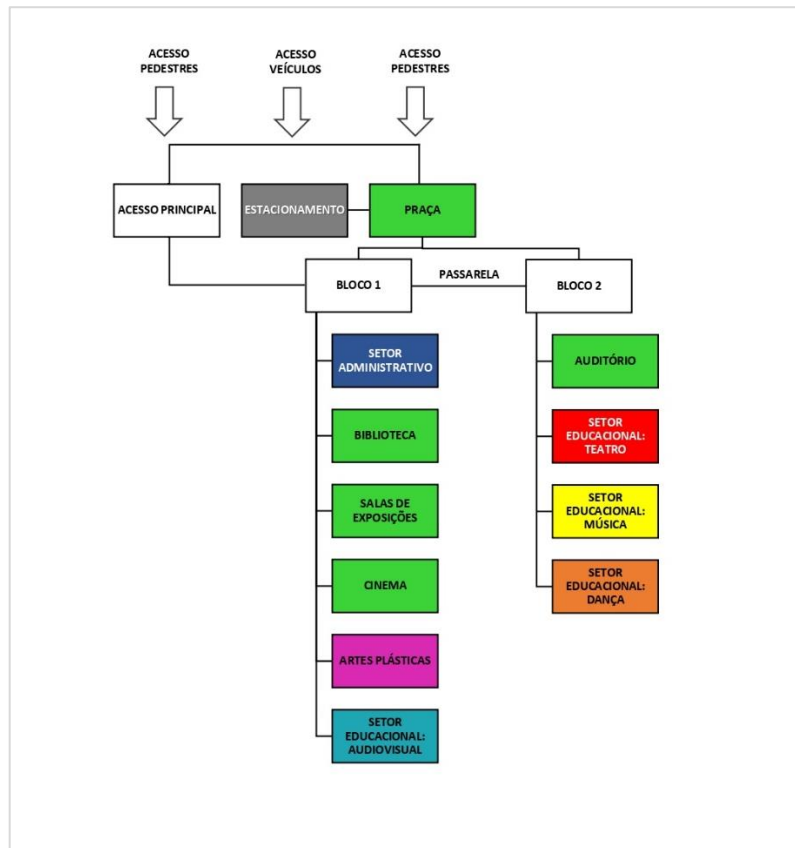 ACESSO
PEDESTRES
ACESSO
VEÍCULOS
ACESSO
PEDESTRES
ACESSO PRINCIPAL
ESTACIONAMENTO
PRAÇA
BLOCO 1
PASSARELA
BLOCO 2
SETOR
ADMINISTRATIVO
BIBLIOTECA
SALAS DE
EXPOSIÇÕES
CINEMA
ARTES PLÁSTICAS
SETOR
EDUCACIONAL:
AUDIOVISUAL
AUDITÓRIO
SETOR
EDUCACIONAL:
TEATRO
SETOR
EDUCACIONAL:
MÚSICA
SETOR
EDUCACIONAL:
DANÇA